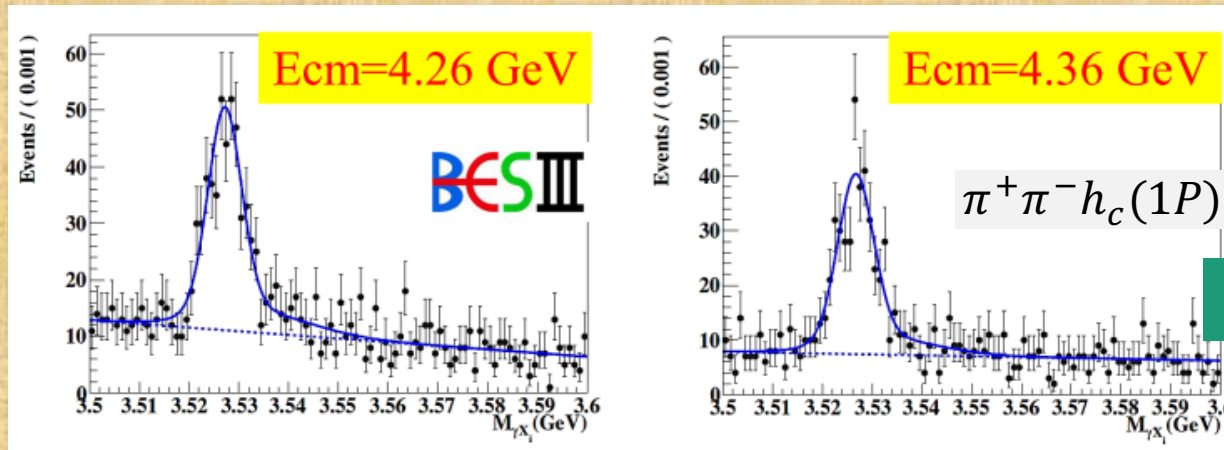 Ecm=4.26 GeV
BESIII
Events / ( 0.001 )
60
50
40
30
20
10
0
3.5 3.51 3.52 3.53 3.54 3.55 3.56 3.57 3.58 3.59 3.6
MγXi(GeV)
Ecm=4.36 GeV
π+π−hc(1P)
Events / ( 0.001 )
60
50
40
30
20
10
0
3.5 3.51 3.52 3.53 3.54 3.55 3.56 3.57 3.58 3.59
MγXi(GeV)